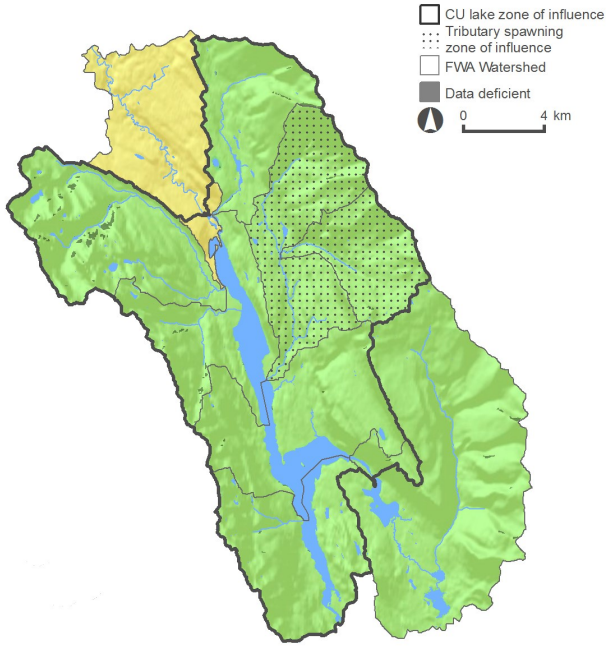 CU lake zone of influence
Tributary spawning
zone of influence
FWA Watershed
Data deficient
0 4 km